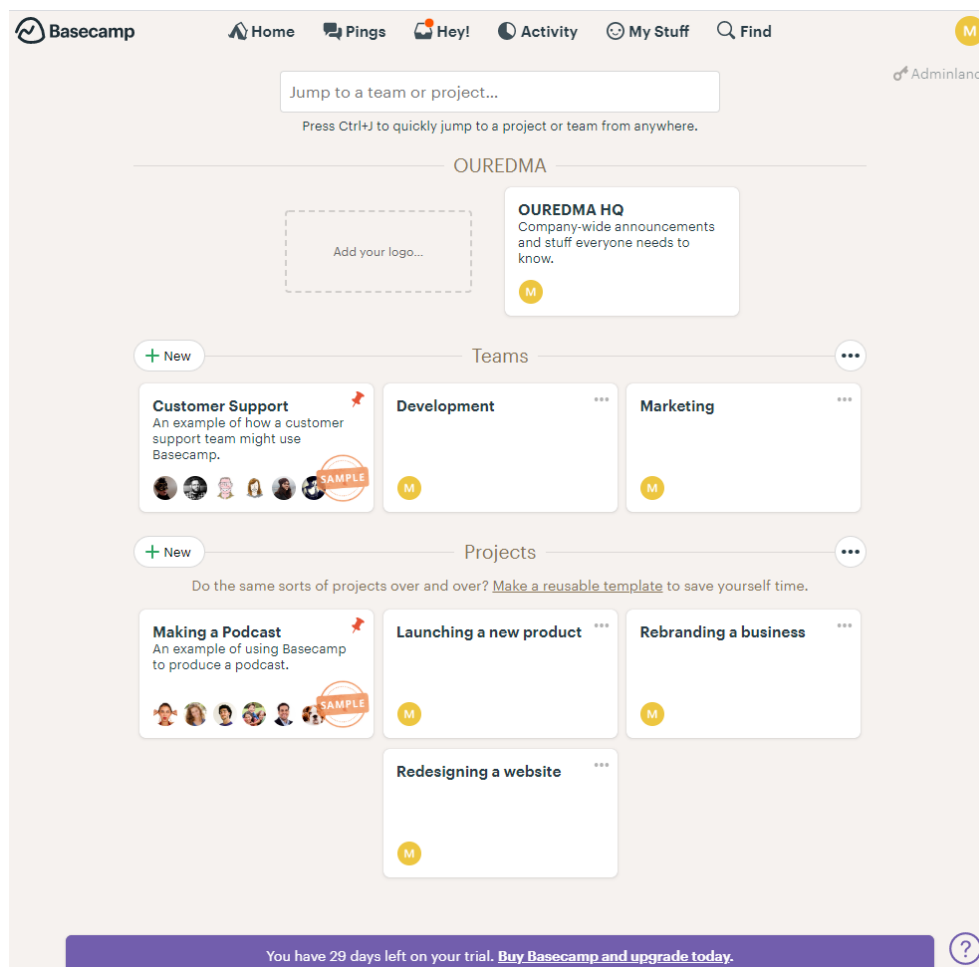 Basecamp
Home Pings Hey! Activity My Stuff Find
M
Adminland
Jump to a team or project...
Press Ctrl+J to quickly jump to a project or team from anywhere.
OUREDMA
Add your logo...
OUREDMA HQ
Company-wide announcements
and stuff everyone needs to
know.
M
+ New
Teams
•••
Customer Support
An example of how a customer
support team might use
Basecamp.
SAMPLE
Development
•••
M
Marketing
•••
M
+ New
Projects
•••
Do the same sorts of projects over and over? Make a reusable template to save yourself time.
Making a Podcast
An example of using Basecamp
to produce a podcast.
SAMPLE
Launching a new product
•••
M
Rebranding a business
•••
M
Redesigning a website
•••
M
You have 29 days left on your trial. Buy Basecamp and upgrade today.
?